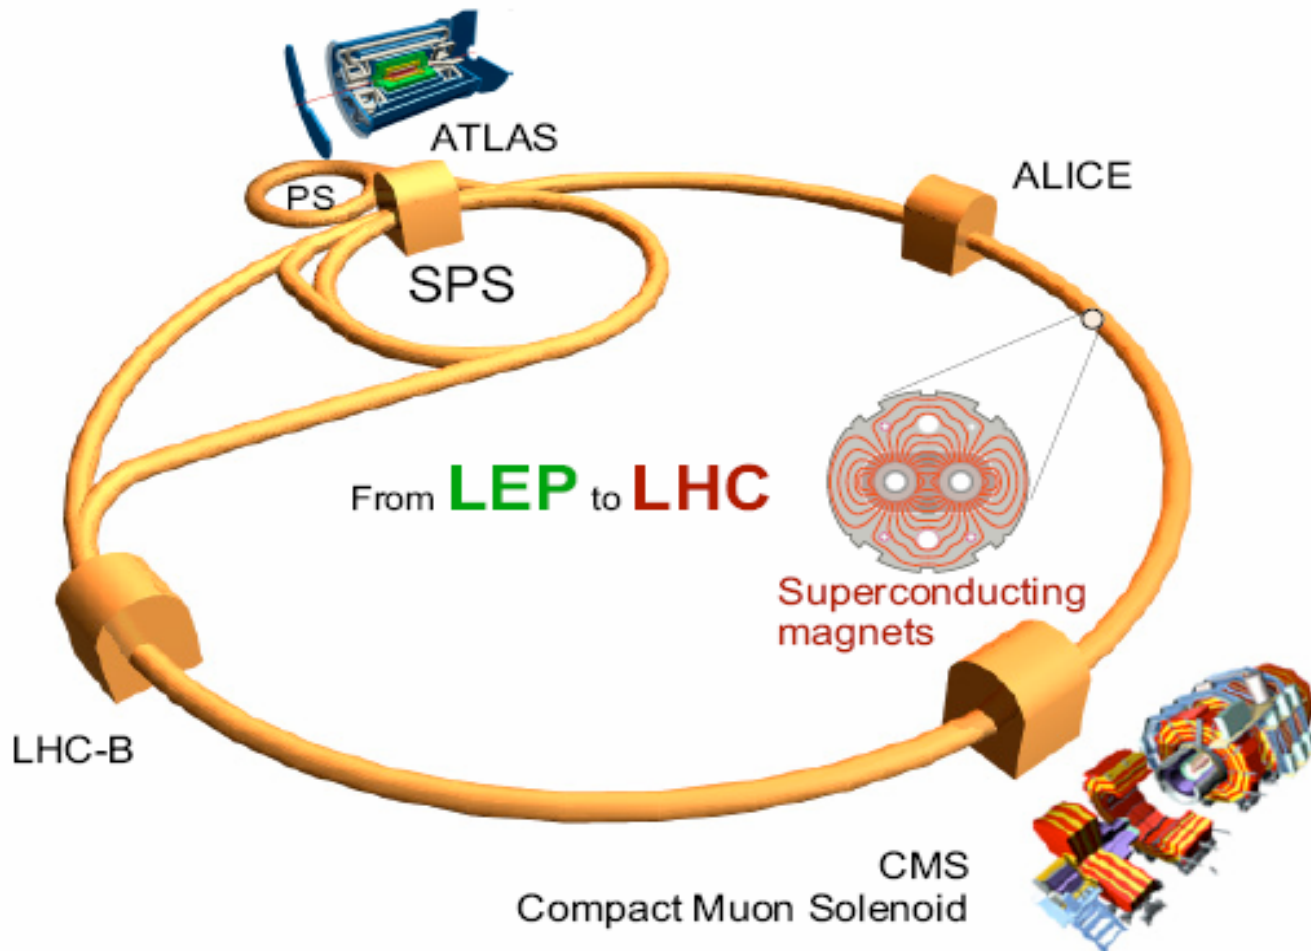 ATLAS
ALICE
PS
SPS
From LEP to LHC
Superconducting
magnets
LHC-B
CMS
Compact Muon Solenoid